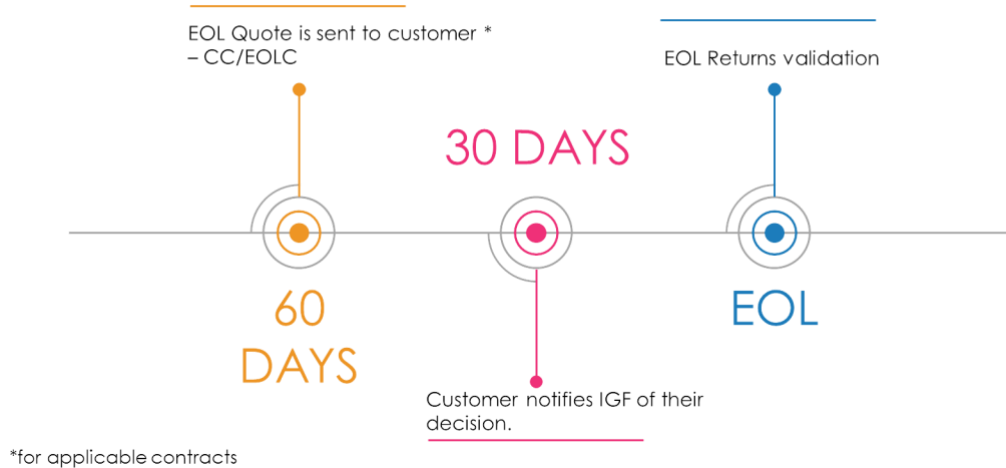 EOL Quote is sent to customer *
– CC/EOLC
60
DAYS
30 DAYS
Customer notifies IGF of their
decision.
EOL Returns validation
EOL
*for applicable contracts